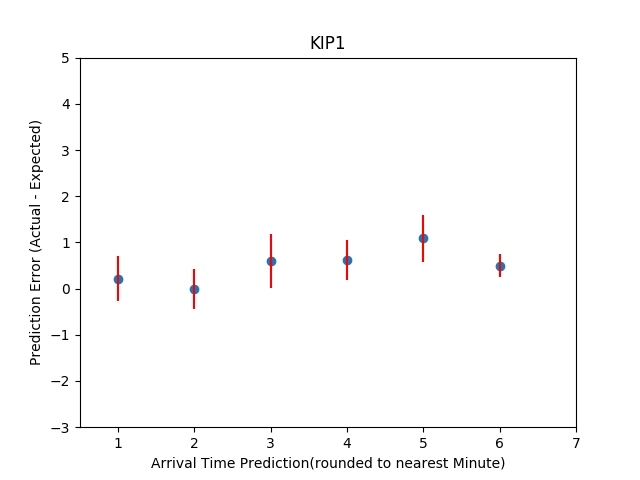 KIP1
5
4
3
2
1
0
−1
−2
−3
Prediction Error (Actual - Expected)
1 2 3 4 5 6 7
Arrival Time Prediction(rounded to nearest Minute)